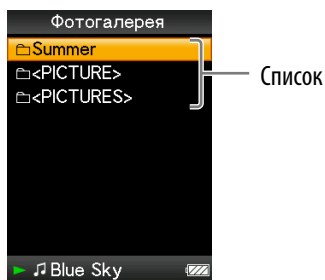 Фотогалерея
Summer
<PICTURE>
<PICTURES>
Список
Blue Sky